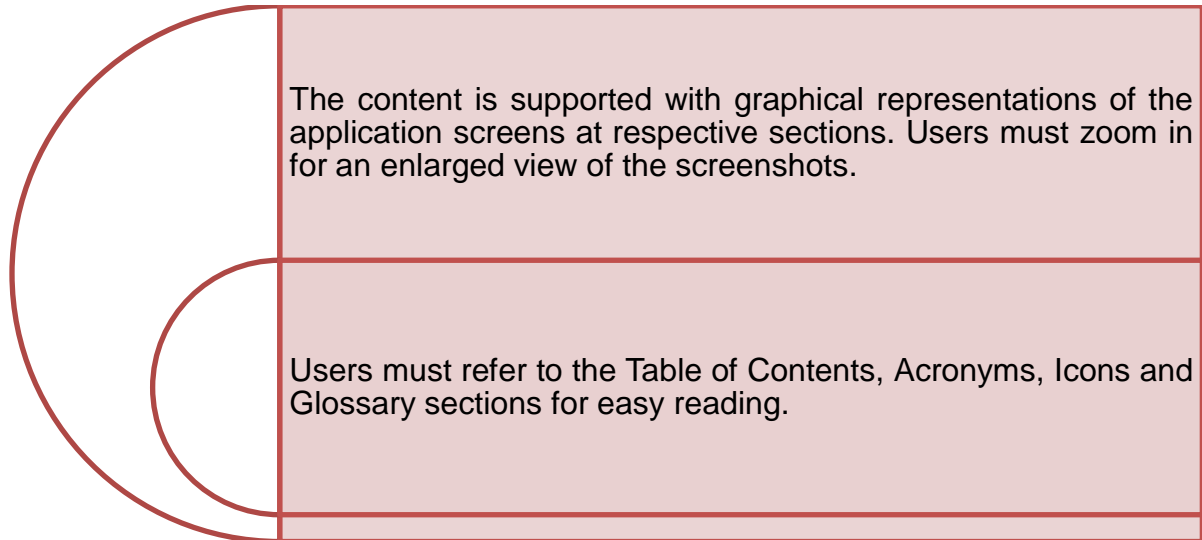 The content is supported with graphical representations of the
application screens at respective sections. Users must zoom in
for an enlarged view of the screenshots.
Users must refer to the Table of Contents, Acronyms, Icons and
Glossary sections for easy reading.